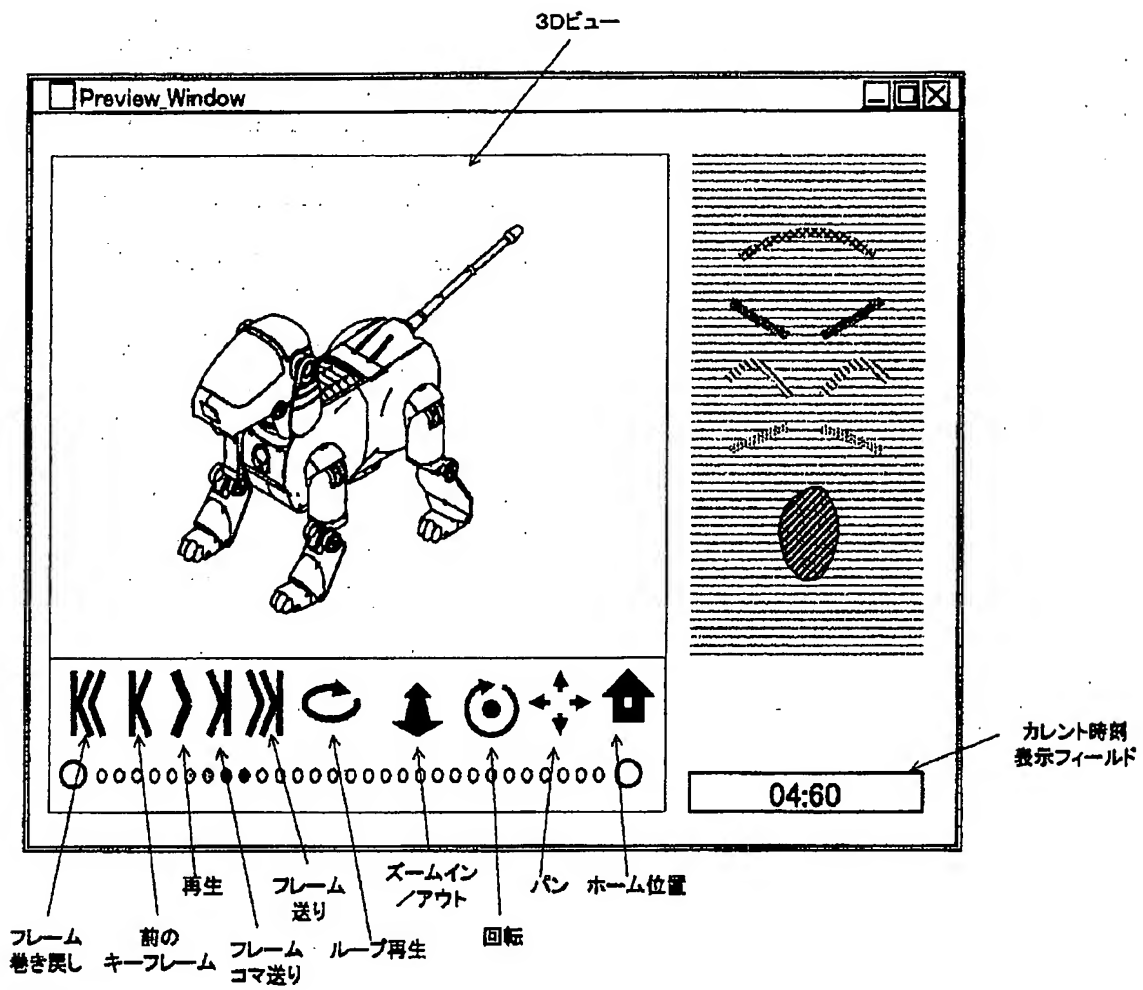 3Dビュー
Preview_Window
カレント時刻
表示フィールド
04:60
再生
フレーム
送り
ズームイン
／アウト
パン
ホーム位置
フレーム
巻き戻し
前の
キーフレーム
フレーム
コマ送り
ループ再生
回転